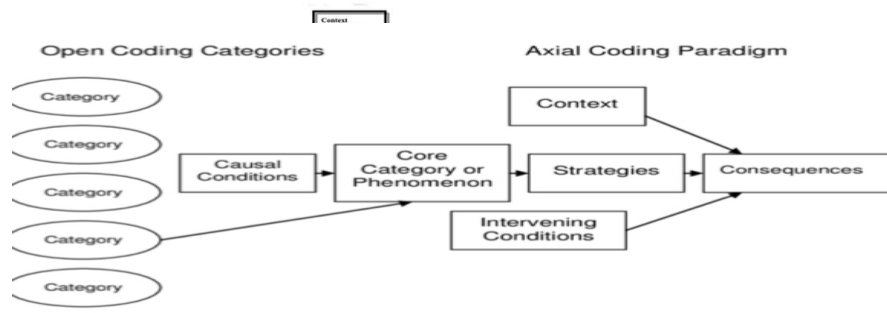 Context
Open Coding Categories
Axial Coding Paradigm
Category
Category
Category
Category
Category
Causal
Conditions
Core
Category or
Phenomenon
Context
Strategies
Consequences
Intervening
Conditions